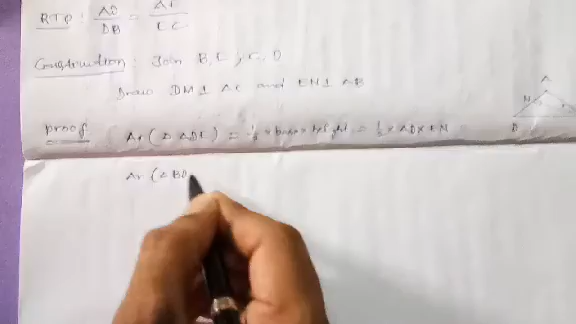 RTP : AD/DB = AE/EC
Construction : Join B, E, C, D
Draw DM ⊥ AC and EN ⊥ AB
Proof Ar (△ ADE) = 1/2 × base × height = 1/2 × AD × EN
Ar (△ BD
A
N
B